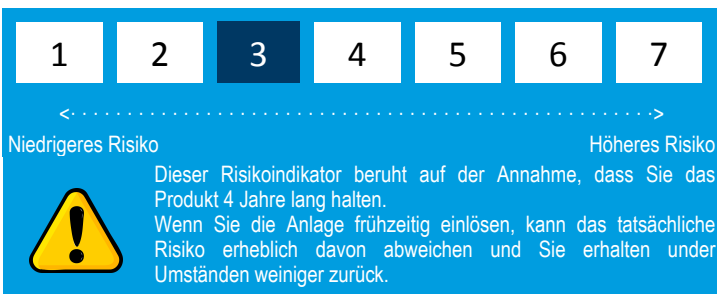 1 2 3 4 5 6 7
<· · · · · · · · · · · · · · · · · · · · · · · · · · · · · · · · · · · · · · · · · · · · · · · · · · · ·>
Niedrigeres Risiko Höheres Risiko
Dieser Risikoindikator beruht auf der Annahme, dass Sie das
Produkt 4 Jahre lang halten.
Wenn Sie die Anlage frühzeitig einlösen, kann das tatsächliche
Risiko erheblich davon abweichen und Sie erhalten under
Umständen weiniger zurück.